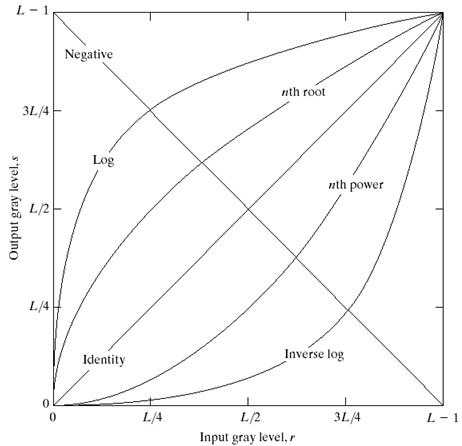 L − 1
Negative
nth root
3L/4
Log
nth power
Output gray level, s
L/2
L/4
Identity
Inverse log
0
0
L/4
L/2
3L/4
L − 1
Input gray level, r